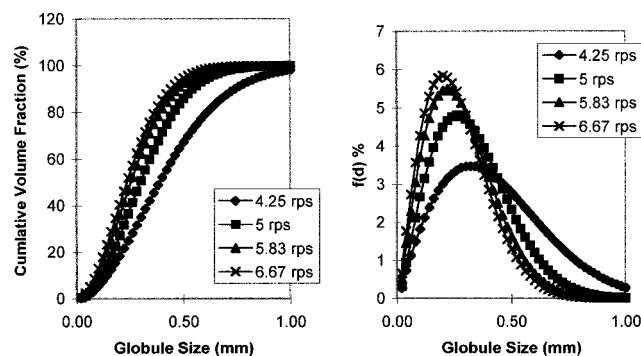 120
100
80
60
40
20
0
Cumlative Volume Fraction (%)
4.25 rps
5 rps
5.83 rps
6.67 rps
0.00 0.50 1.00
Globule Size (mm)
7
6
5
4
3
2
1
0
f(d) %
4.25 rps
5 rps
5.83 rps
6.67 rps
0.00 0.50 1.00
Globule Size (mm)